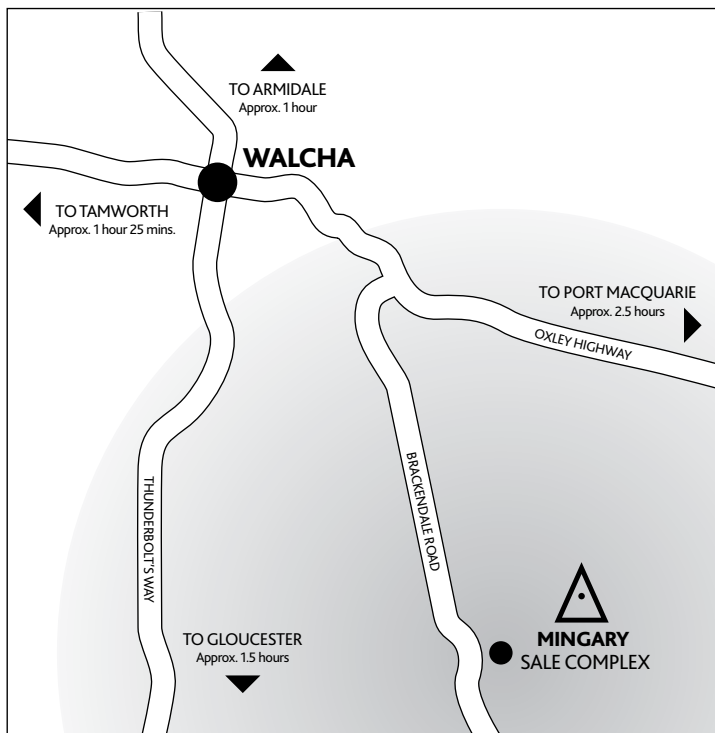 TO ARMIDALE
Approx. 1 hour
WALCHA
TO TAMWORTH
Approx. 1 hour 25 mins.
TO PORT MACQUARIE
Approx. 2.5 hours
OXLEY HIGHWAY
THUNDERBOLT'S WAY
BRACKENDALE ROAD
TO GLOUCESTER
Approx. 1.5 hours
MINGARY
SALE COMPLEX